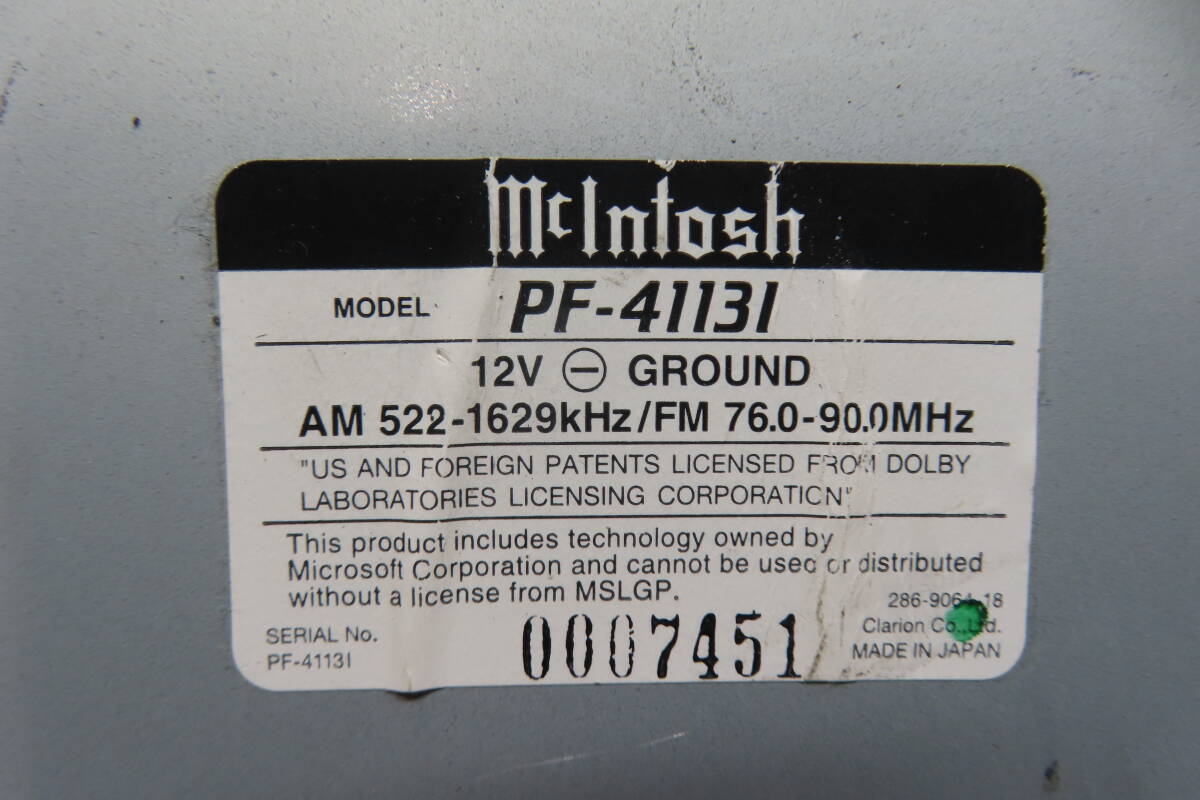 McIntosh
MODEL PF-4113I
12V ⊖ GROUND
AM 522-1629kHz/FM 76.0-90.0MHz
"US AND FOREIGN PATENTS LICENSED FROM DOLBY
LABORATORIES LICENSING CORPORATION"
This product includes technology owned by
Microsoft Corporation and cannot be used or distributed
without a license from MSLGP.
286-9064-18
SERIAL No.
PF-4113I
0007451
Clarion Co.,Ltd.
MADE IN JAPAN